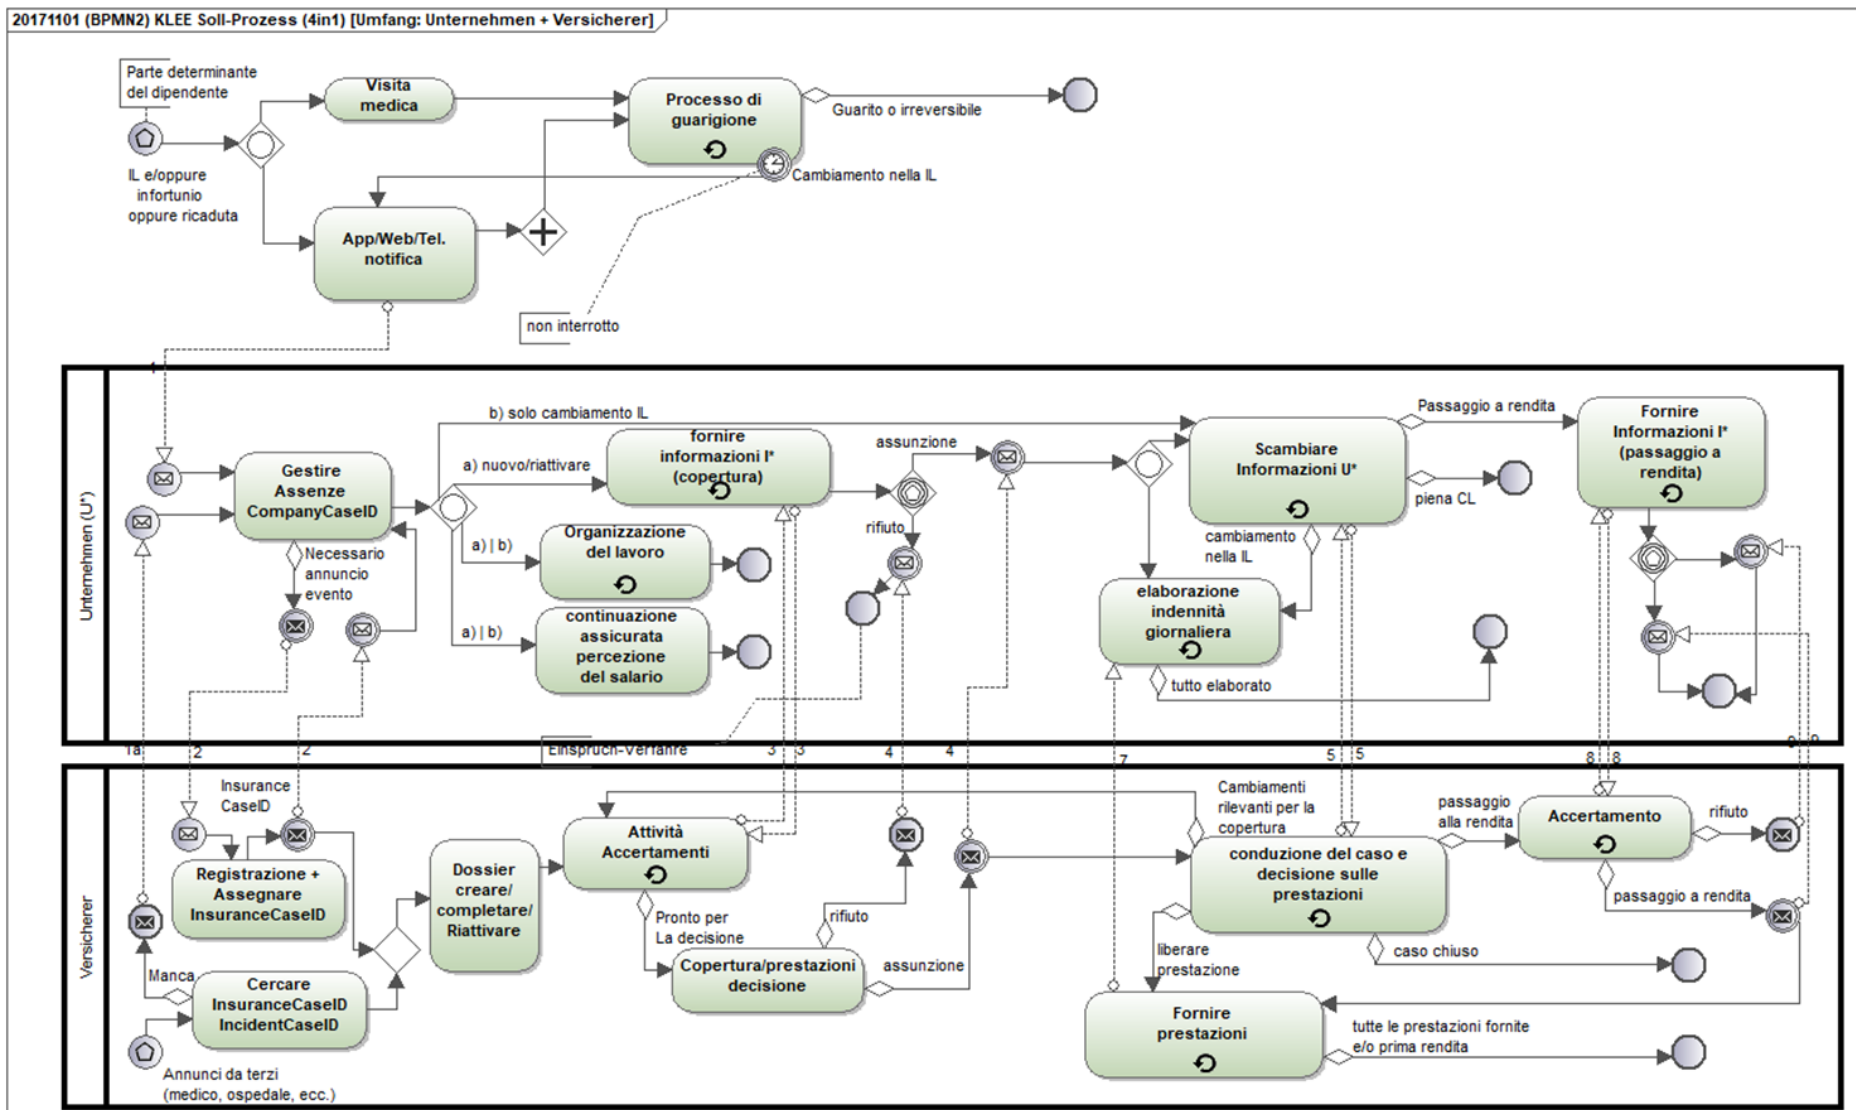 20171101 (BPMN2) KLEE Soll-Prozess (4in1) [Umfang: Unternehmen + Versicherer]
Parte determinante
del dipendente
IL e/oppure
infortunio
oppure ricaduta
Visita
medica
App/Web/Tel.
notifica
Processo di
guarigione
Guarito o irreversibile
Cambiamento nella IL
non interrotto
1
Unternehmen (U*)
Gestire
Assenze
CompanyCaseID
Necessario
annuncio
evento
b) solo cambiamento IL
a) nuovo/riattivare
a) | b)
a) | b)
fornire
informazioni I*
(copertura)
Organizzazione
del lavoro
continuazione
assicurata
percezione
del salario
assunzione
rifiuto
Scambiare
Informazioni U*
cambiamento
nella IL
elaborazione
indennità
giornaliera
tutto elaborato
Passaggio a rendita
piena CL
Fornire
Informazioni I*
(passaggio a
rendita)
1a
2
2
Einspruch-Verfahre
3
3
4
4
7
5
5
8
8
9
9
Versicherer
Insurance
CaseID
Registrazione +
Assegnare
InsuranceCaseID
Manca
Cercare
InsuranceCaseID
IncidentCaseID
Annunci da terzi
(medico, ospedale, ecc.)
Dossier
creare/
completare/
Riattivare
Attività
Accertamenti
Pronto per
La decisione
Copertura/prestazioni
decisione
rifiuto
assunzione
Cambiamenti
rilevanti per la
copertura
conduzione del caso e
decisione sulle
prestazioni
liberare
prestazione
caso chiuso
Fornire
prestazioni
tutte le prestazioni fornite
e/o prima rendita
passaggio
alla rendita
Accertamento
rifiuto
passaggio a rendita